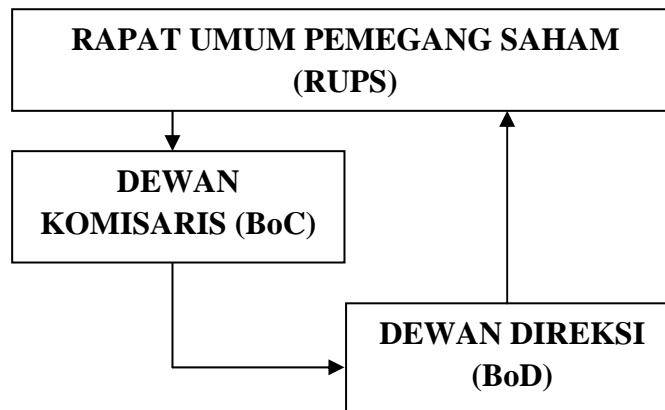 RAPAT UMUM PEMEGANG SAHAM
(RUPS)
DEWAN
KOMISARIS (BoC)
DEWAN DIREKSI
(BoD)